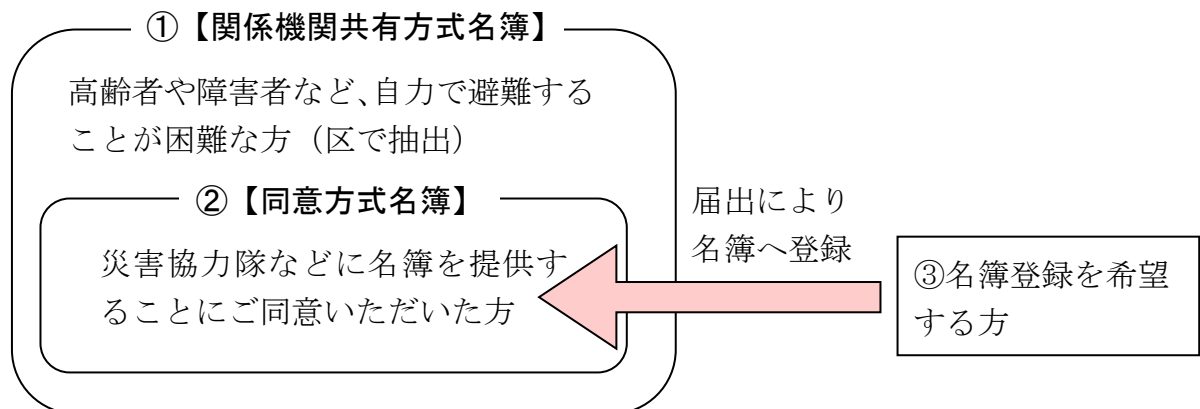 ①【関係機関共有方式名簿】
高齢者や障害者など、自力で避難する
ことが困難な方（区で抽出）
②【同意方式名簿】
災害協力隊などに名簿を提供す
ることにご同意いただいた方
届出により
名簿へ登録
③名簿登録を希望
する方